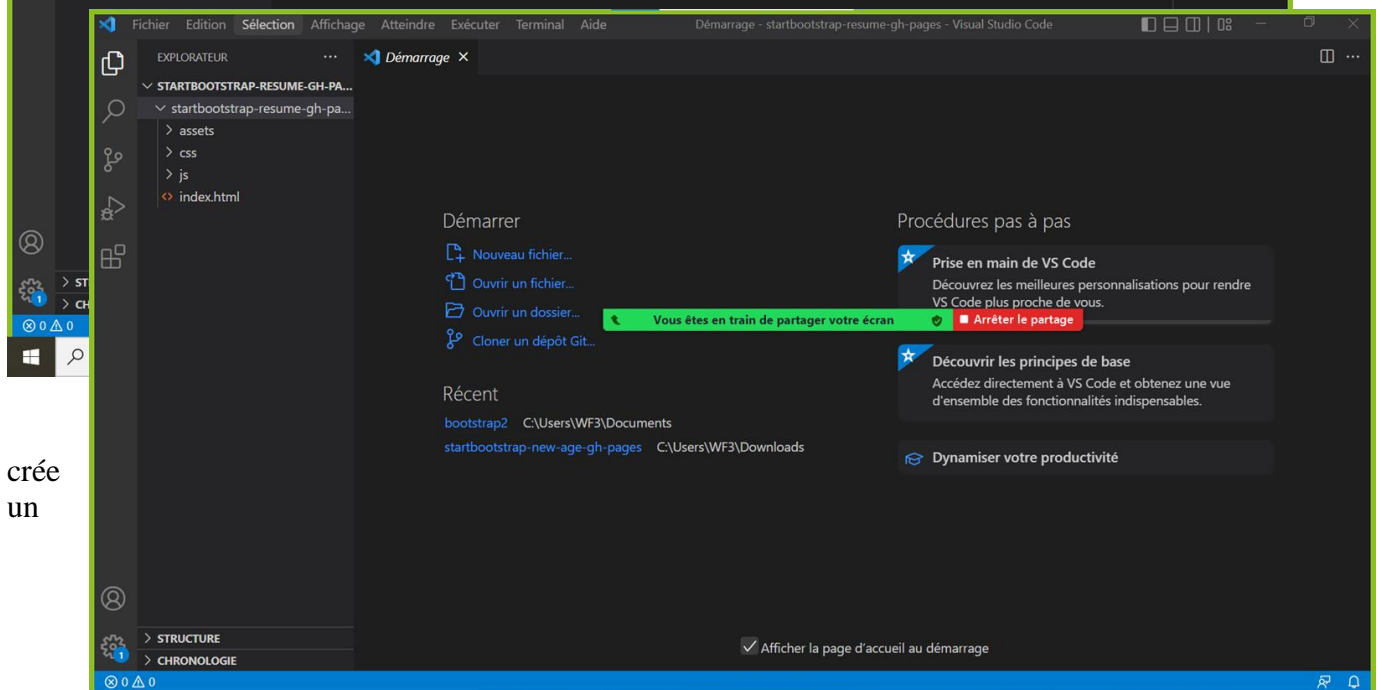 Fichier Edition Sélection Affichage Atteindre Exécuter Terminal Aide Démarrage - startbootstrap-resume-gh-pages - Visual Studio Code
EXPLORATEUR ... Démarrage
STARTBOOTSTRAP-RESUME-GH-PA...
startbootstrap-resume-gh-pa...
assets
css
js
index.html
Démarrer
Nouveau fichier...
Ouvrir un fichier...
Ouvrir un dossier...
Cloner un dépôt Git...
Récent
bootstrap2 C:\Users\WF3\Documents
startbootstrap-new-age-gh-pages C:\Users\WF3\Downloads
Procédures pas à pas
Prise en main de VS Code
Découvrez les meilleures personnalisations pour rendre
VS Code plus proche de vous.
Vous êtes en train de partager votre écran Arrêter le partage
Découvrir les principes de base
Accédez directement à VS Code et obtenez une vue
d'ensemble des fonctionnalités indispensables.
Dynamiser votre productivité
Afficher la page d'accueil au démarrage
1
STRUCTURE
CHRONOLOGIE
0 0
1
ST
CH
0 0
crée
un